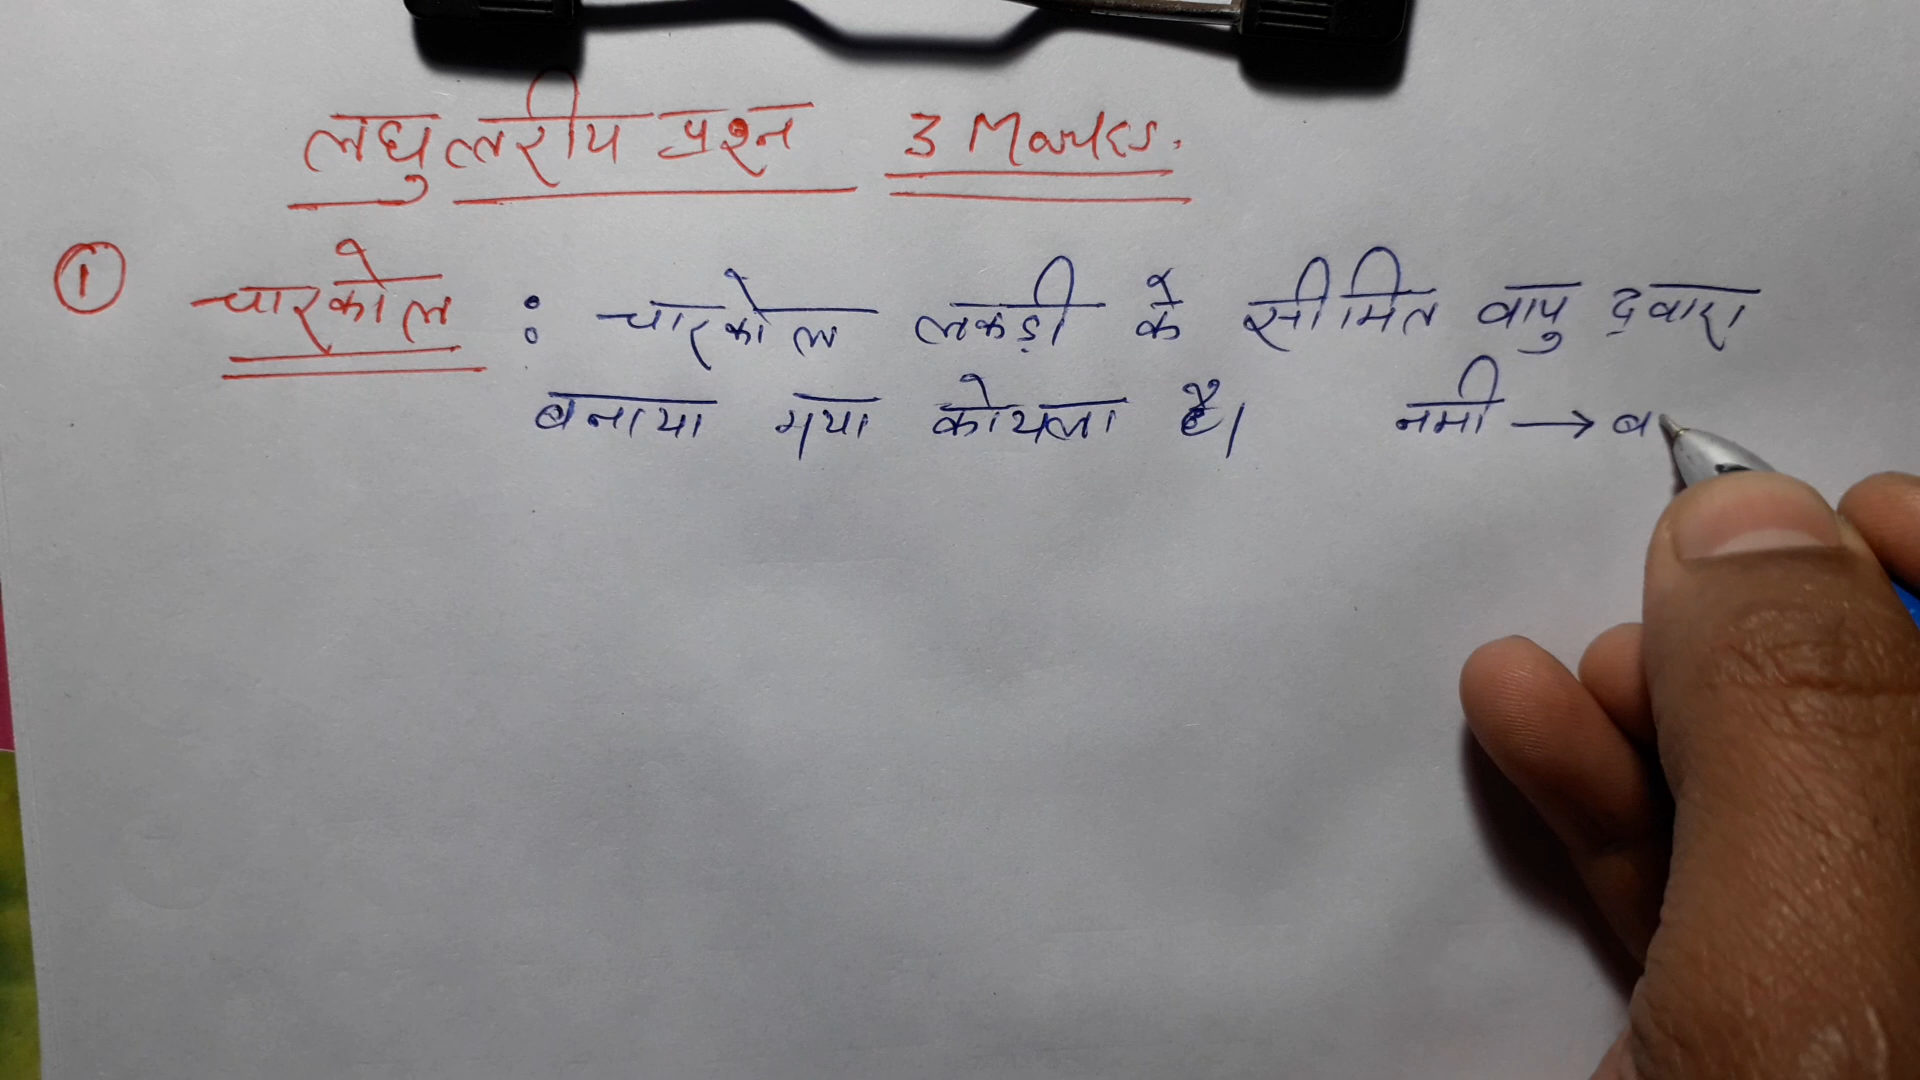 लघुत्तरीय प्रश्न 3 Marks.
① चारकोल : चारकोल लकड़ी के सीमित वायु द्वारा
बनाया गया कोयला है। नमी → ब